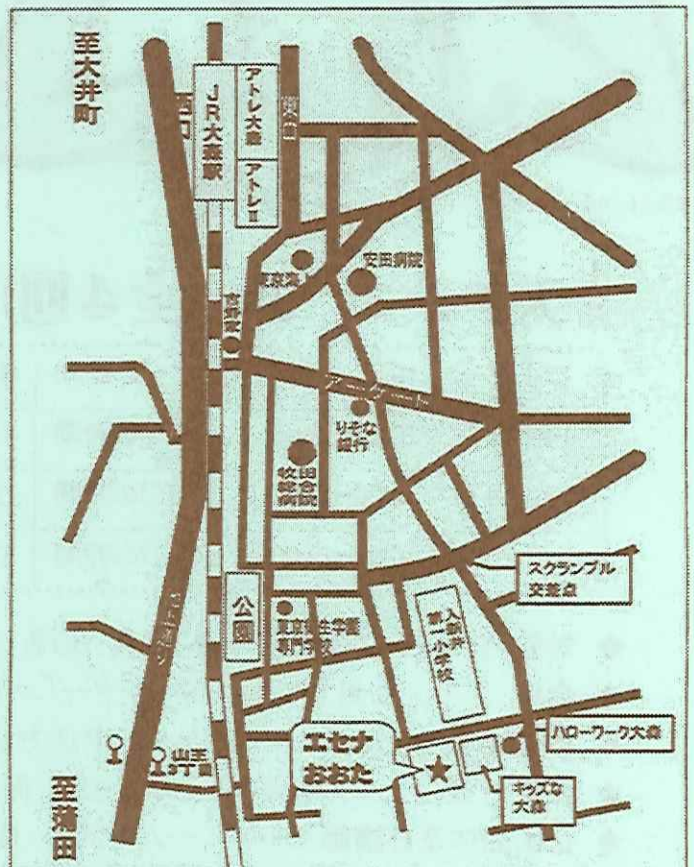 至大井町
西口
JR大森駅
アトレ大森
アトレⅡ
東口
安田病院
アーケード
りそな
銀行
牧田
総合
病院
スクランブル
交差点
公園
東京衛生学園
専門学校
入新井
第一小学校
ハローワーク大森
エセナ
おおた
キッズな
大森
山王
3丁目
至蒲田